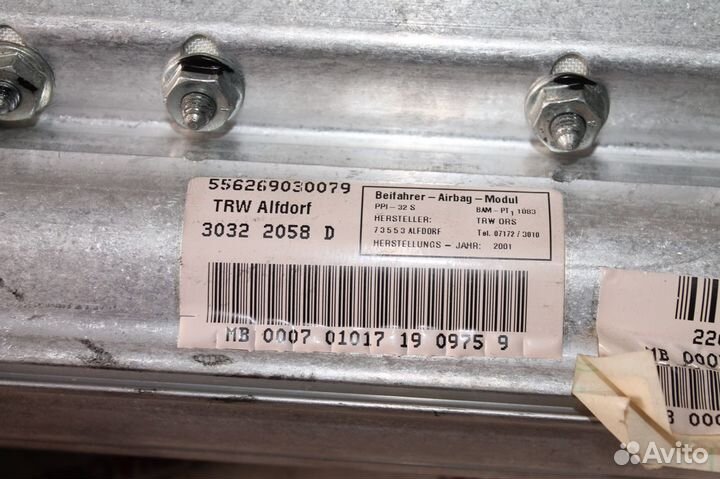 556269030079
TRW Alfdorf
3032 2058 D
Beifahrer-Airbag-Modul
PPI-32 S BAM-PT1 1083
HERSTELLER: TRW ORS
73553 ALFDORF Tel. 07172/3010
HERSTELLUNGS-JAHR: 2001
MB 0007 01017 19 0975 9
220
MB 000
B 000
Avito